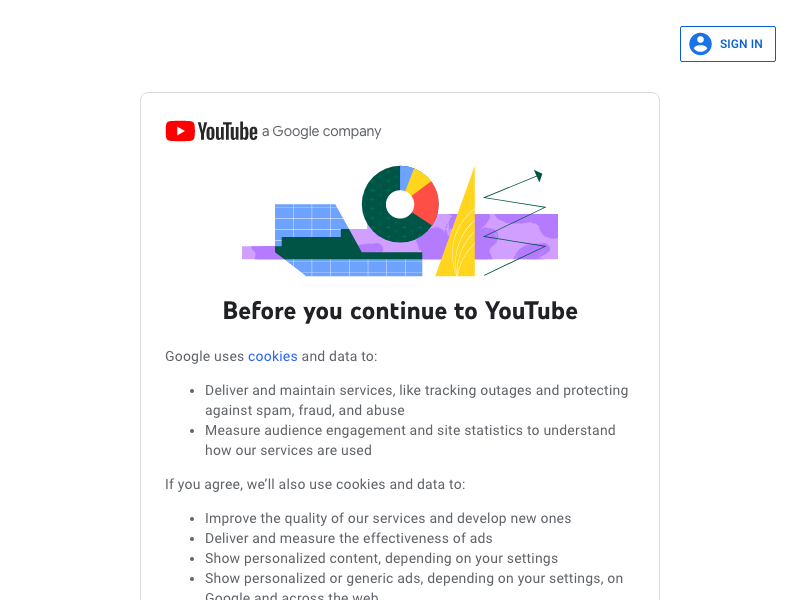 SIGN IN
YouTube a Google company
Before you continue to YouTube
Google uses cookies and data to:
• Deliver and maintain services, like tracking outages and protecting
against spam, fraud, and abuse
• Measure audience engagement and site statistics to understand
how our services are used
If you agree, we’ll also use cookies and data to:
• Improve the quality of our services and develop new ones
• Deliver and measure the effectiveness of ads
• Show personalized content, depending on your settings
• Show personalized or generic ads, depending on your settings, on
Google and across the web